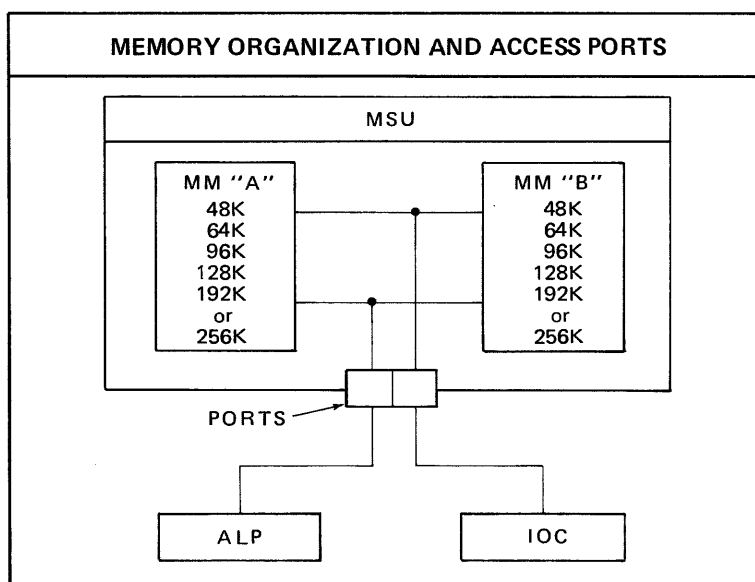 MEMORY ORGANIZATION AND ACCESS PORTS
MSU
MM "A"
48K
64K
96K
128K
192K
or
256K
MM "B"
48K
64K
96K
128K
192K
or
256K
PORTS
ALP
IOC